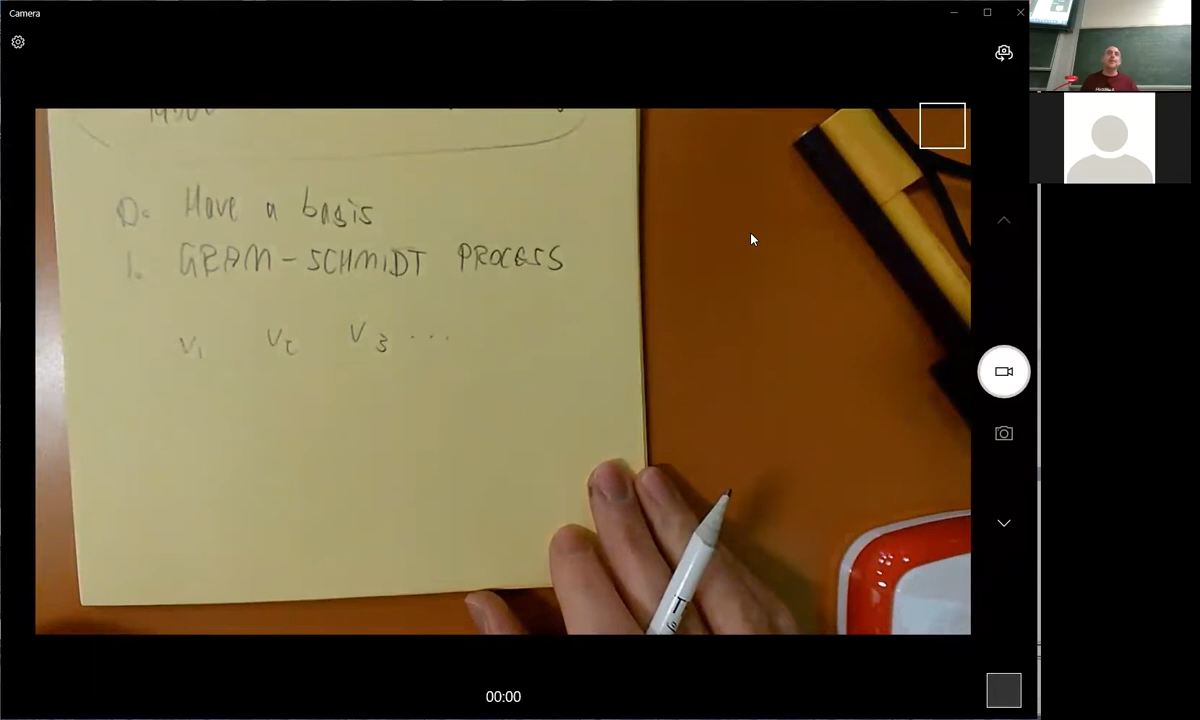 Camera
0. Have a basis
1. GRAM-SCHMIDT PROCESS
v1 v2 v3 ...
00:00